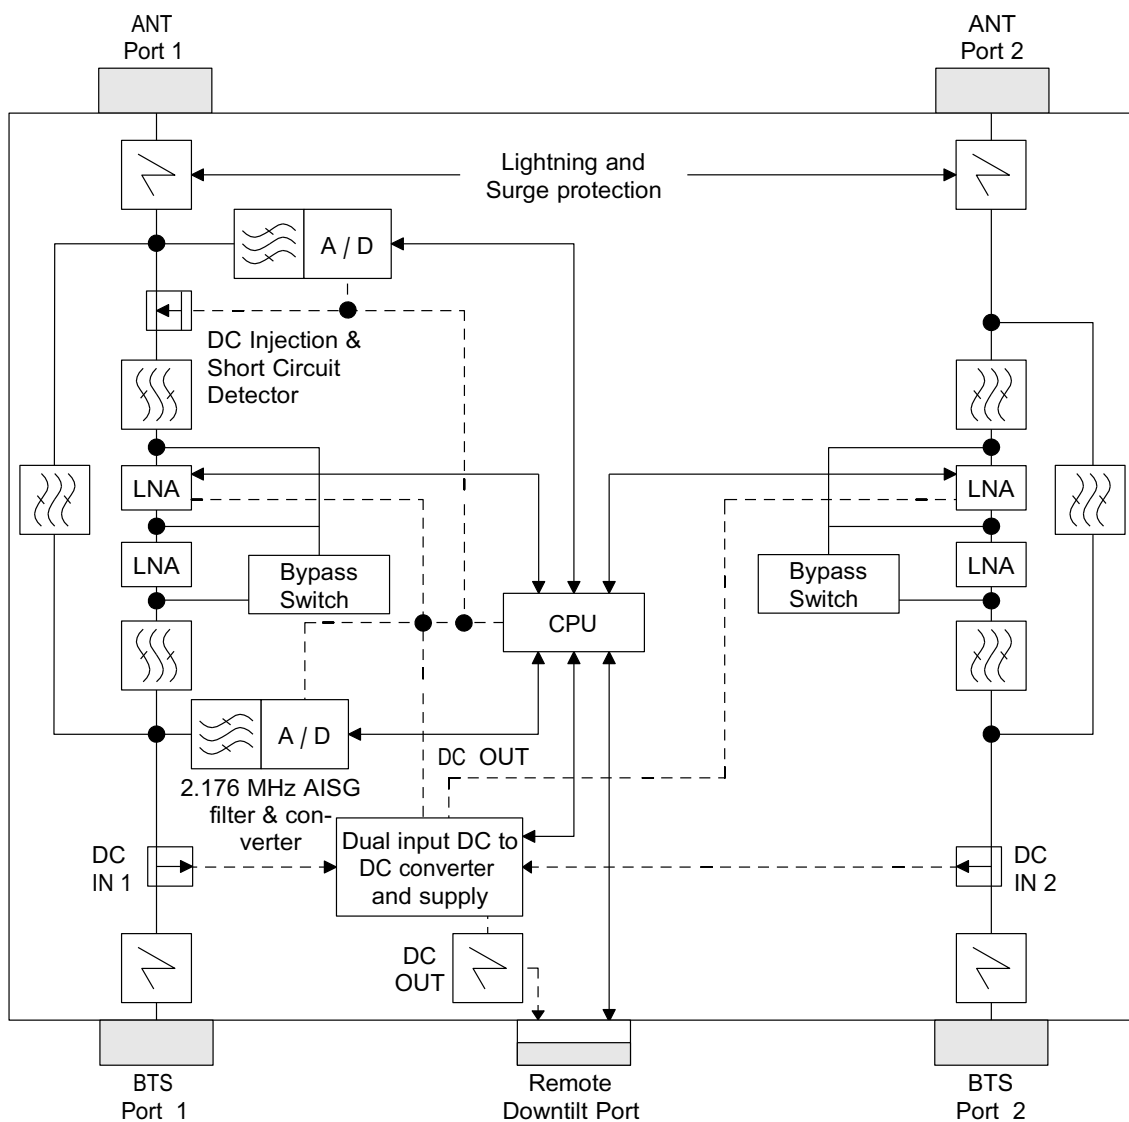 ANT
Port 1
ANT
Port 2
Lightning and
Surge protection
A / D
DC Injection &
Short Circuit
Detector
LNA
LNA
LNA
LNA
Bypass
Switch
Bypass
Switch
CPU
A / D
DC OUT
2.176 MHz AISG
filter & con-
verter
Dual input DC to
DC converter
and supply
DC
IN 1
DC
IN 2
DC
OUT
BTS
Port 1
Remote
Downtilt Port
BTS
Port 2